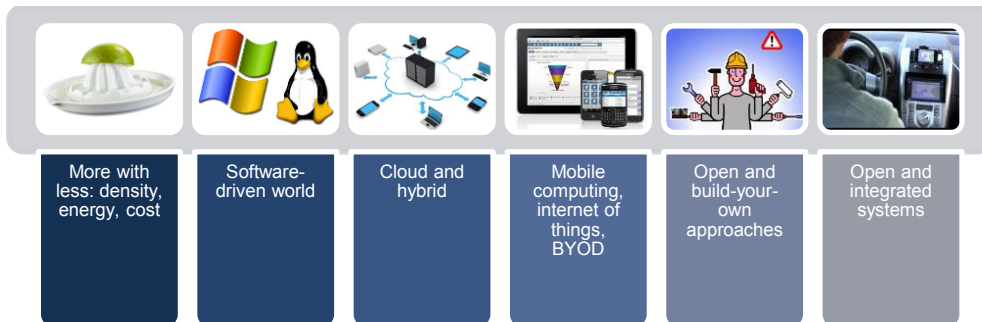 More with
less: density,
energy, cost
Software-
driven world
Cloud and
hybrid
Mobile
computing,
internet of
things,
BYOD
Open and
build-your-
own
approaches
Open and
integrated
systems